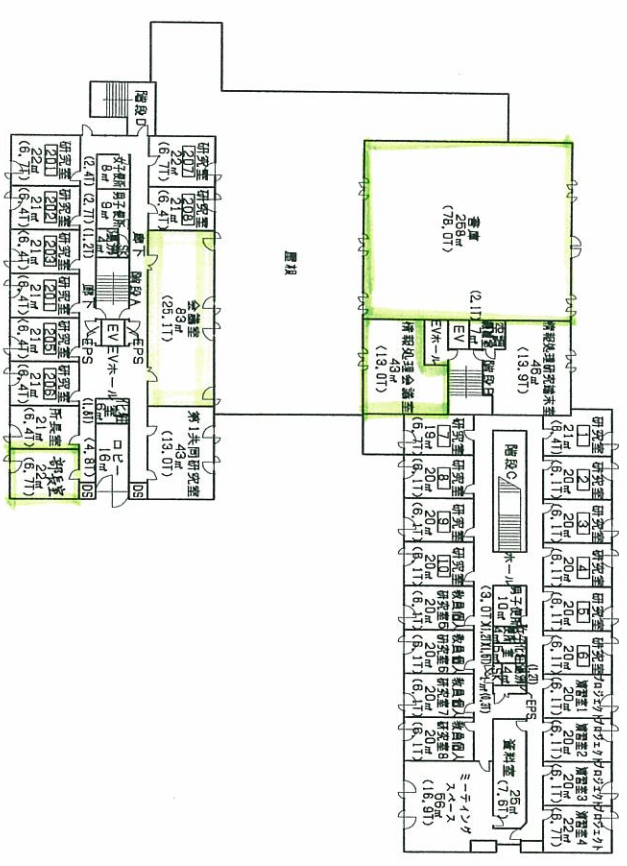 階段D
研究室
201
22㎡
(6.7T)
研究室
202
21㎡
(6.4T)
研究室
203
21㎡
(6.4T)
研究室
201
21㎡
(6.4T)
研究室
205
21㎡
(6.4T)
研究室
206
21㎡
(6.4T)
所長室
21㎡
(6.4T)
部長室
22㎡
(6.7T)
女子便所
8㎡
(2.4T)
男子便所
9㎡
(2.7T)
4㎡
(1.2T)
廊下
階段A
EV
EVホール
EPS
EPS
6㎡
(1.8T)
ロビー
16㎡
(4.8T)
DS
DS
研究室
207
22㎡
(6.7T)
研究室
208
21㎡
(6.4T)
会議室
83㎡
(25.1T)
第1共同研究室
43㎡
(13.0T)
屋根
書庫
258㎡
(78.0T)
7㎡
(2.1T)
EV
EVホール
階段B
情報処理会議室
43㎡
(13.0T)
情報処理研究端末室
46㎡
(13.9T)
研究室
1
21㎡
(6.4T)
研究室
2
20㎡
(6.1T)
研究室
3
20㎡
(6.1T)
研究室
4
20㎡
(6.1T)
研究室
5
20㎡
(6.1T)
研究室
6
20㎡
(6.1T)
プロジェクト
演習室1
20㎡
(6.1T)
プロジェクト
演習室2
20㎡
(6.1T)
プロジェクト
演習室3
20㎡
(6.1T)
プロジェクト
演習室4
22㎡
(6.7T)
階段C
ホール
男子便所
10㎡
(3.0T)
EPS
資料室
25㎡
(7.6T)
研究室
7
19㎡
(5.7T)
研究室
8
20㎡
(6.1T)
研究室
9
20㎡
(6.1T)
研究室
10
20㎡
(6.1T)
教員個人
研究室5
20㎡
(6.1T)
教員個人
研究室6
20㎡
(6.1T)
教員個人
研究室7
20㎡
(6.1T)
教員個人
研究室8
20㎡
(6.1T)
ミーティング
スペース
56㎡
(16.9T)